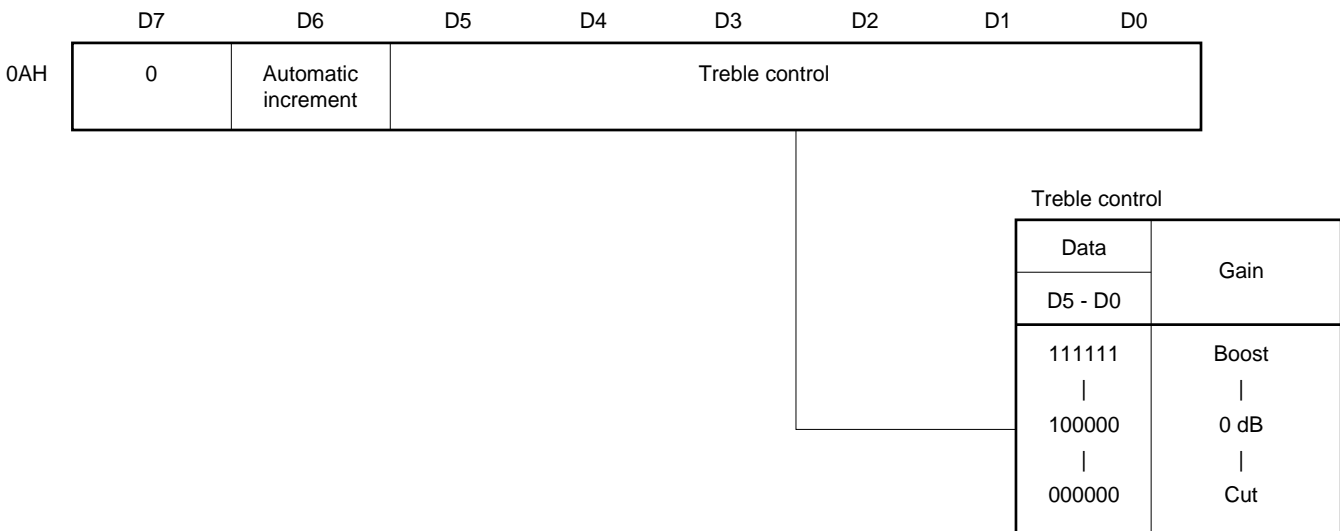 D7 D6 D5 D4 D3 D2 D1 D0
0AH 0 Automatic increment Treble control
Treble control
Data Gain
D5 - D0
111111 Boost
| |
100000 0 dB
| |
000000 Cut